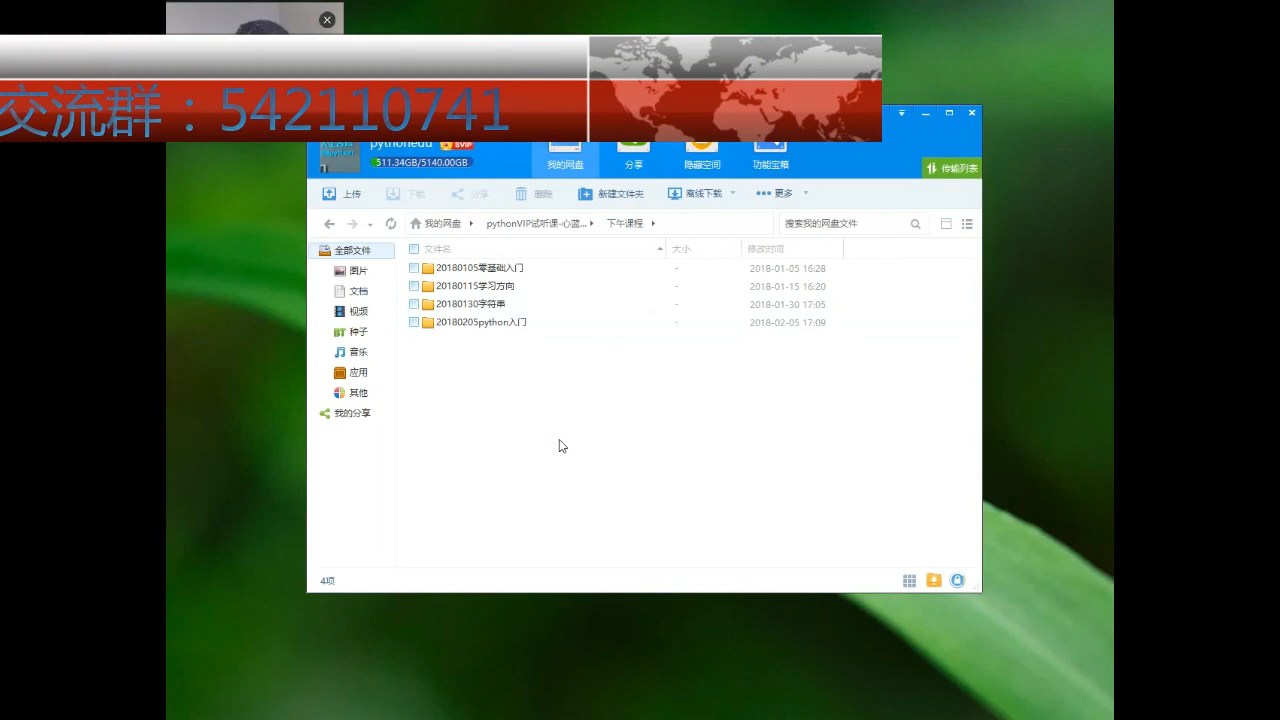 交流群：542110741
pythonedu SVIP
511.34GB/5140.00GB
我的网盘 分享 隐藏空间 功能宝箱
传输列表
上传 下载 分享 删除 新建文件夹 离线下载 更多
我的网盘 pythonVIP试听课-心蓝... 下午课程 搜索我的网盘文件
文件名 大小 修改时间
全部文件
图片
文档
视频
BT 种子
音乐
应用
其他
我的分享
20180105零基础入门 - 2018-01-05 16:28
20180115学习方向 - 2018-01-15 16:20
20180130字符串 - 2018-01-30 17:05
20180205python入门 - 2018-02-05 17:09
4项